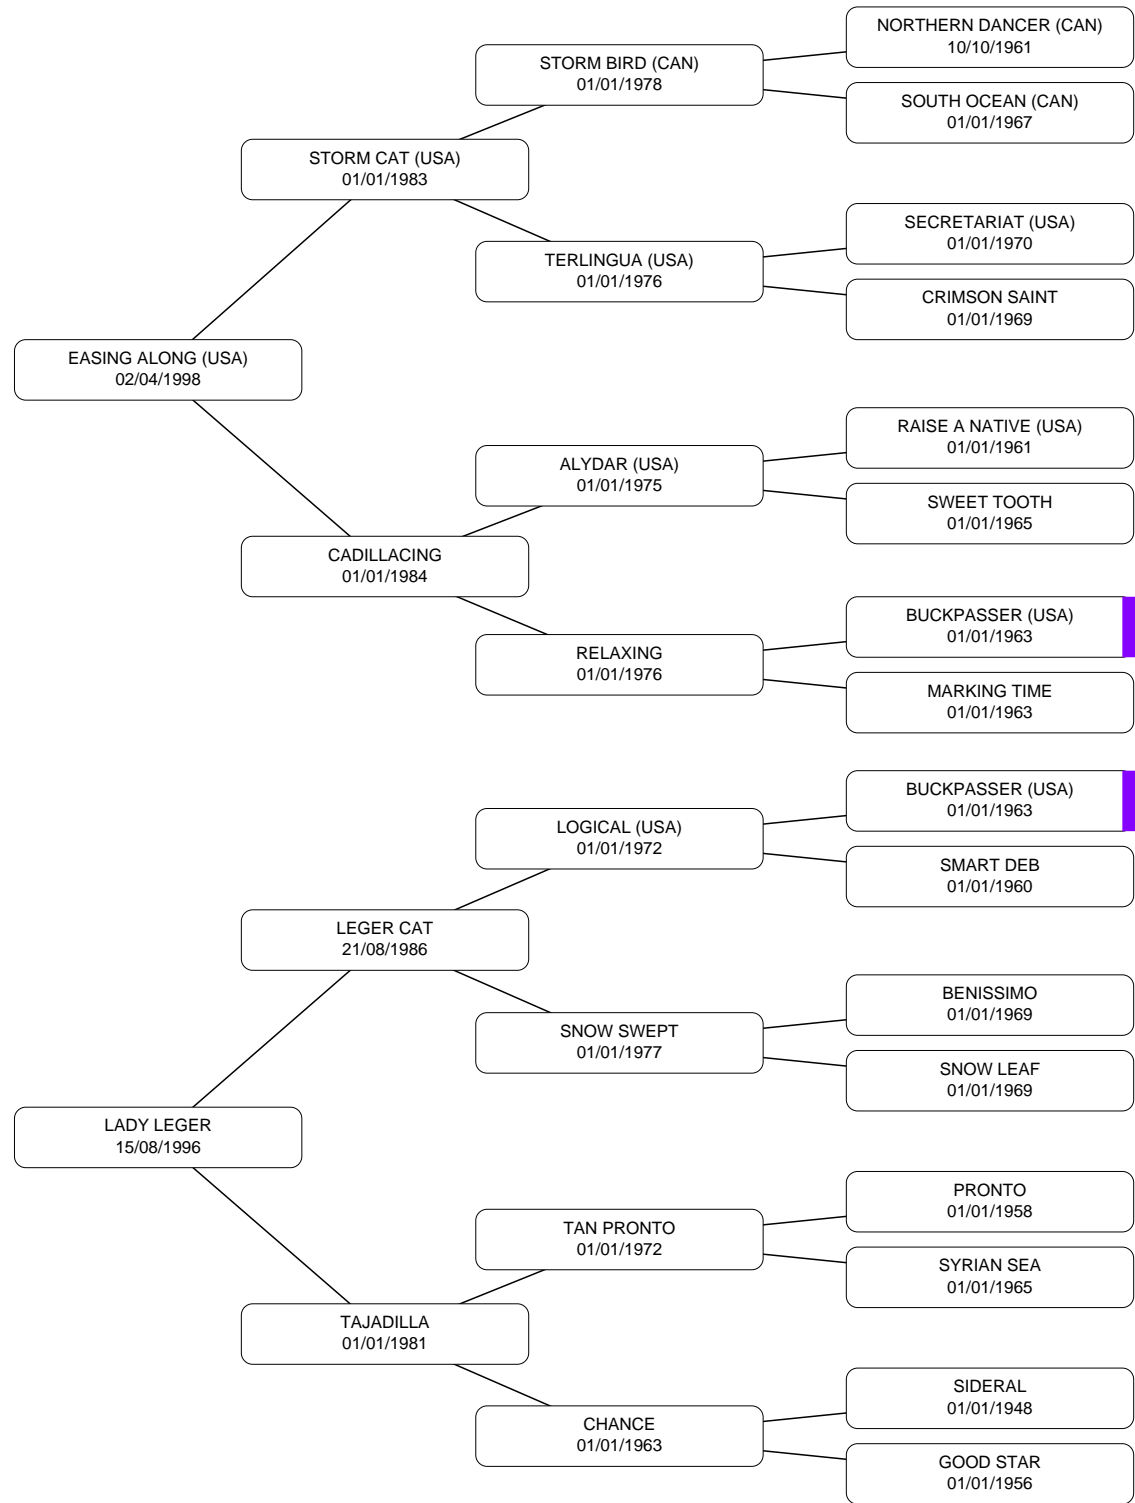 NORTHERN DANCER (CAN)
10/10/1961
STORM BIRD (CAN)
01/01/1978
SOUTH OCEAN (CAN)
01/01/1967
STORM CAT (USA)
01/01/1983
SECRETARIAT (USA)
01/01/1970
TERLINGUA (USA)
01/01/1976
CRIMSON SAINT
01/01/1969
EASING ALONG (USA)
02/04/1998
RAISE A NATIVE (USA)
01/01/1961
ALYDAR (USA)
01/01/1975
SWEET TOOTH
01/01/1965
CADILLACING
01/01/1984
BUCKPASSER (USA)
01/01/1963
RELAXING
01/01/1976
MARKING TIME
01/01/1963
BUCKPASSER (USA)
01/01/1963
LOGICAL (USA)
01/01/1972
SMART DEB
01/01/1960
LEGER CAT
21/08/1986
BENISSIMO
01/01/1969
SNOW SWEPT
01/01/1977
SNOW LEAF
01/01/1969
LADY LEGER
15/08/1996
PRONTO
01/01/1958
TAN PRONTO
01/01/1972
SYRIAN SEA
01/01/1965
TAJADILLA
01/01/1981
SIDERAL
01/01/1948
CHANCE
01/01/1963
GOOD STAR
01/01/1956